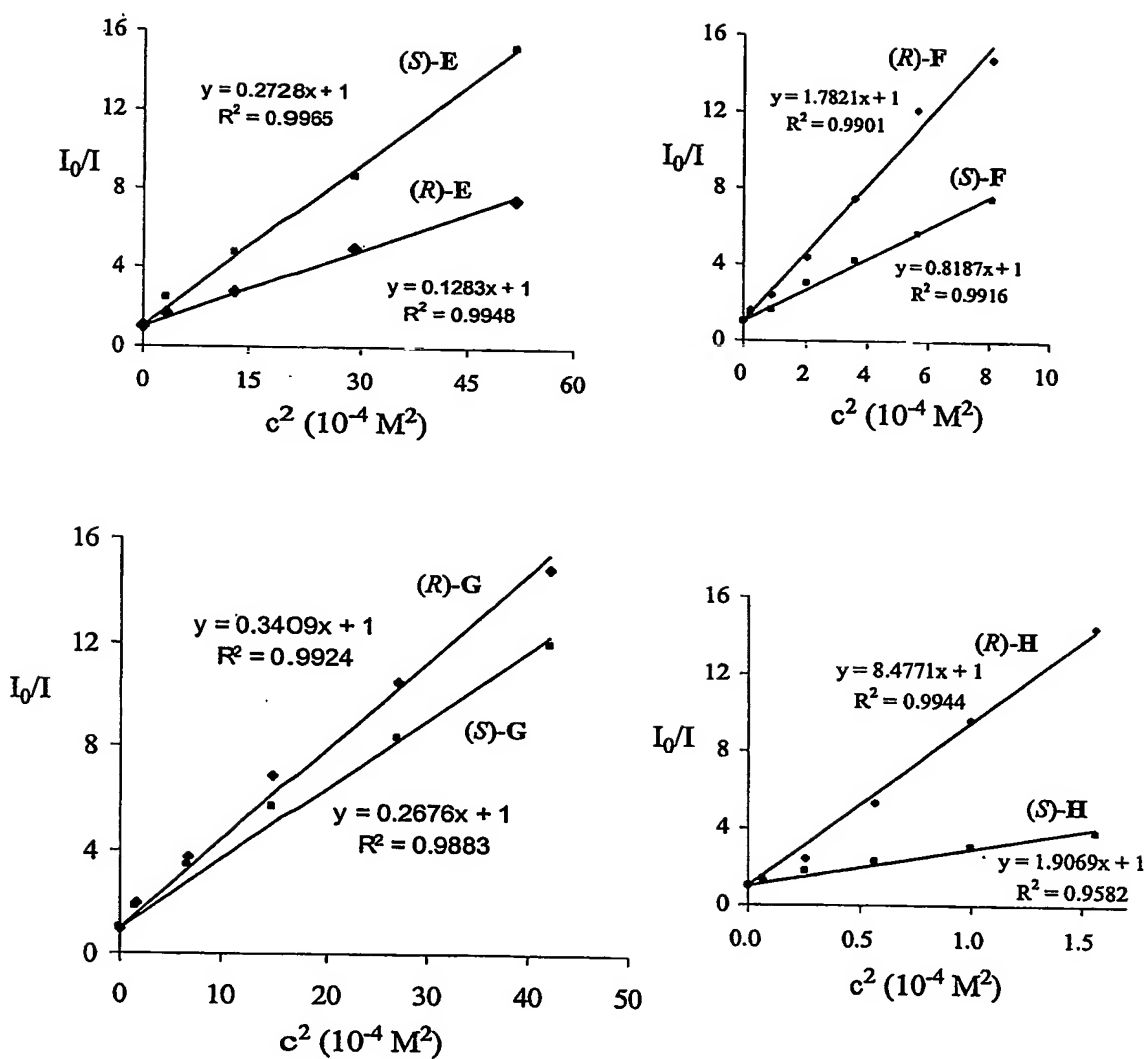 16
(S)-E
12
y = 0.2728x + 1
R² = 0.9965
I₀/I
8
(R)-E
4
y = 0.1283x + 1
R² = 0.9948
0
0 15 30 45 60
c² (10⁻⁴ M²)
16
(R)-F
12
y = 1.7821x + 1
R² = 0.9901
I₀/I
8
(S)-F
4
y = 0.8187x + 1
R² = 0.9916
0
0 2 4 6 8 10
c² (10⁻⁴ M²)
16
(R)-G
12
y = 0.3409x + 1
R² = 0.9924
I₀/I
8
(S)-G
4
y = 0.2676x + 1
R² = 0.9883
0
0 10 20 30 40 50
c² (10⁻⁴ M²)
16
(R)-H
12
y = 8.4771x + 1
R² = 0.9944
I₀/I
8
(S)-H
4
y = 1.9069x + 1
R² = 0.9582
0
0.0 0.5 1.0 1.5
c² (10⁻⁴ M²)